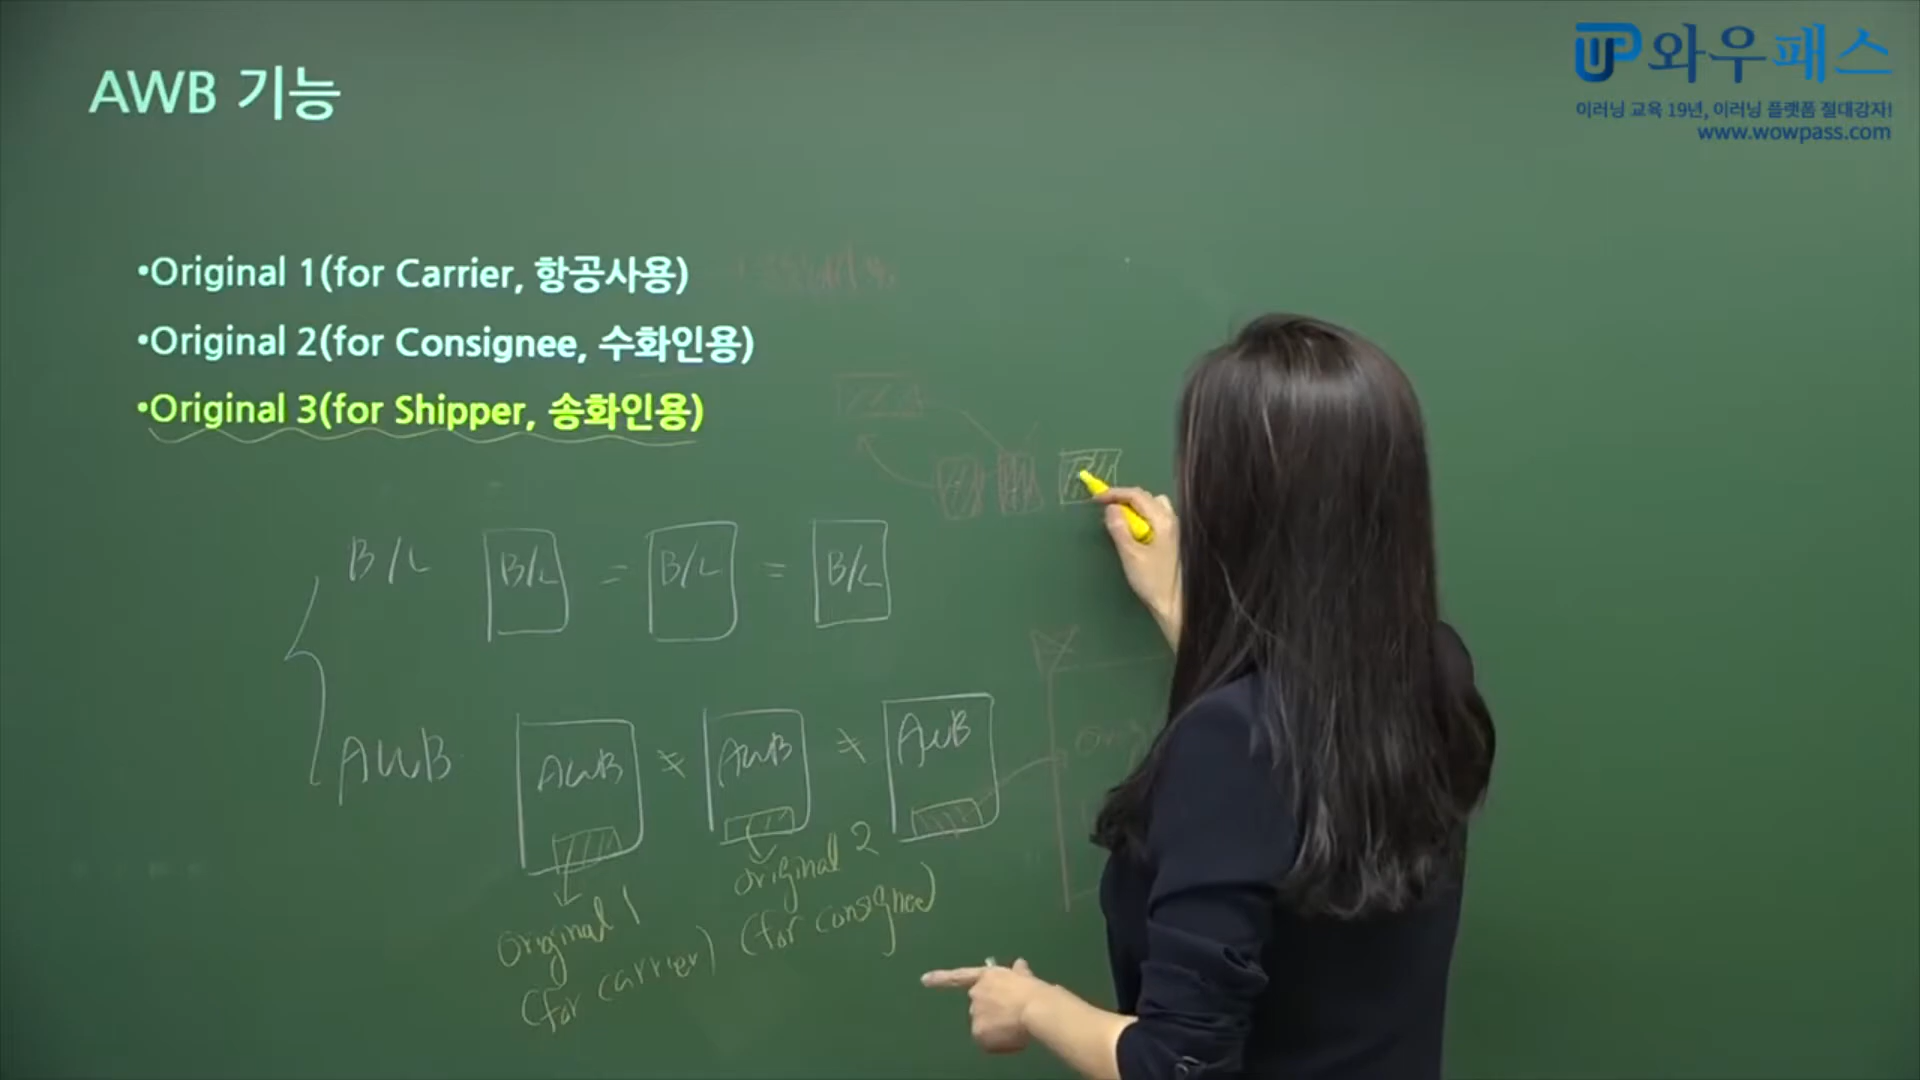 AWB 기능
와우패스
이러닝 교육 19년, 이러닝 플랫폼 절대강자!
www.wowpass.com
•Original 1(for Carrier, 항공사용)
•Original 2(for Consignee, 수화인용)
•Original 3(for Shipper, 송화인용)
B/L B/L = B/L = B/L
AWB AWB ≠ AWB ≠ AWB
Original 1
(for carrier)
original 2
(for consignee)